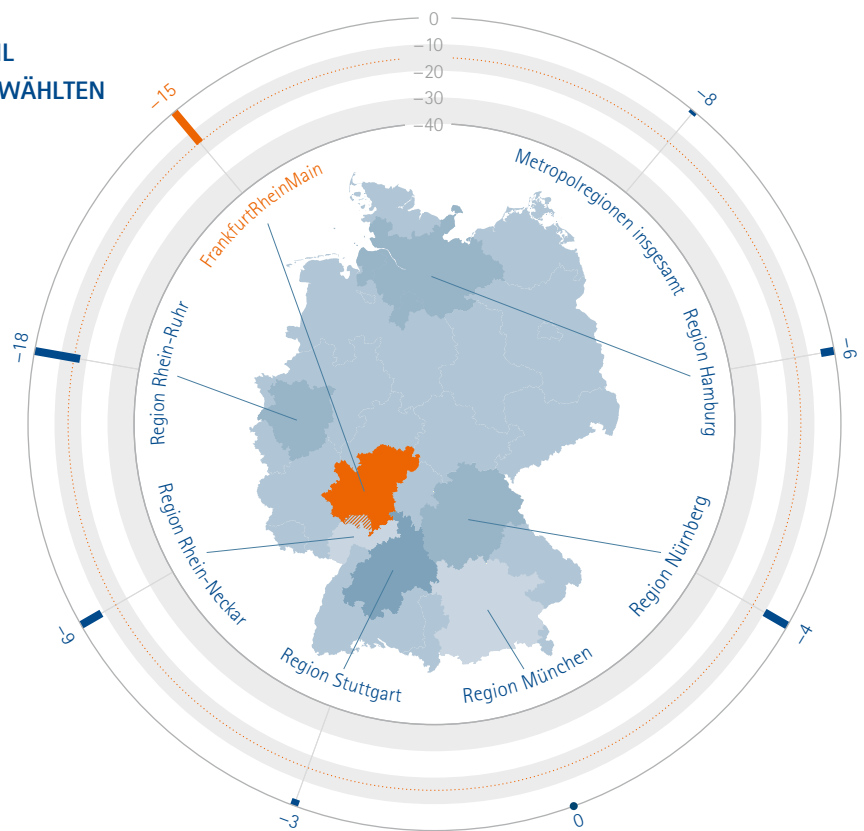 IL
WÄHLTEN
0
−10
−20
−30
−40
−15
−8
−18
−6
−9
−4
−3
0
Metropolregionen insgesamt
FrankfurtRheinMain
Region Rhein-Ruhr
Region Hamburg
Region Rhein-Neckar
Region Nürnberg
Region Stuttgart
Region München